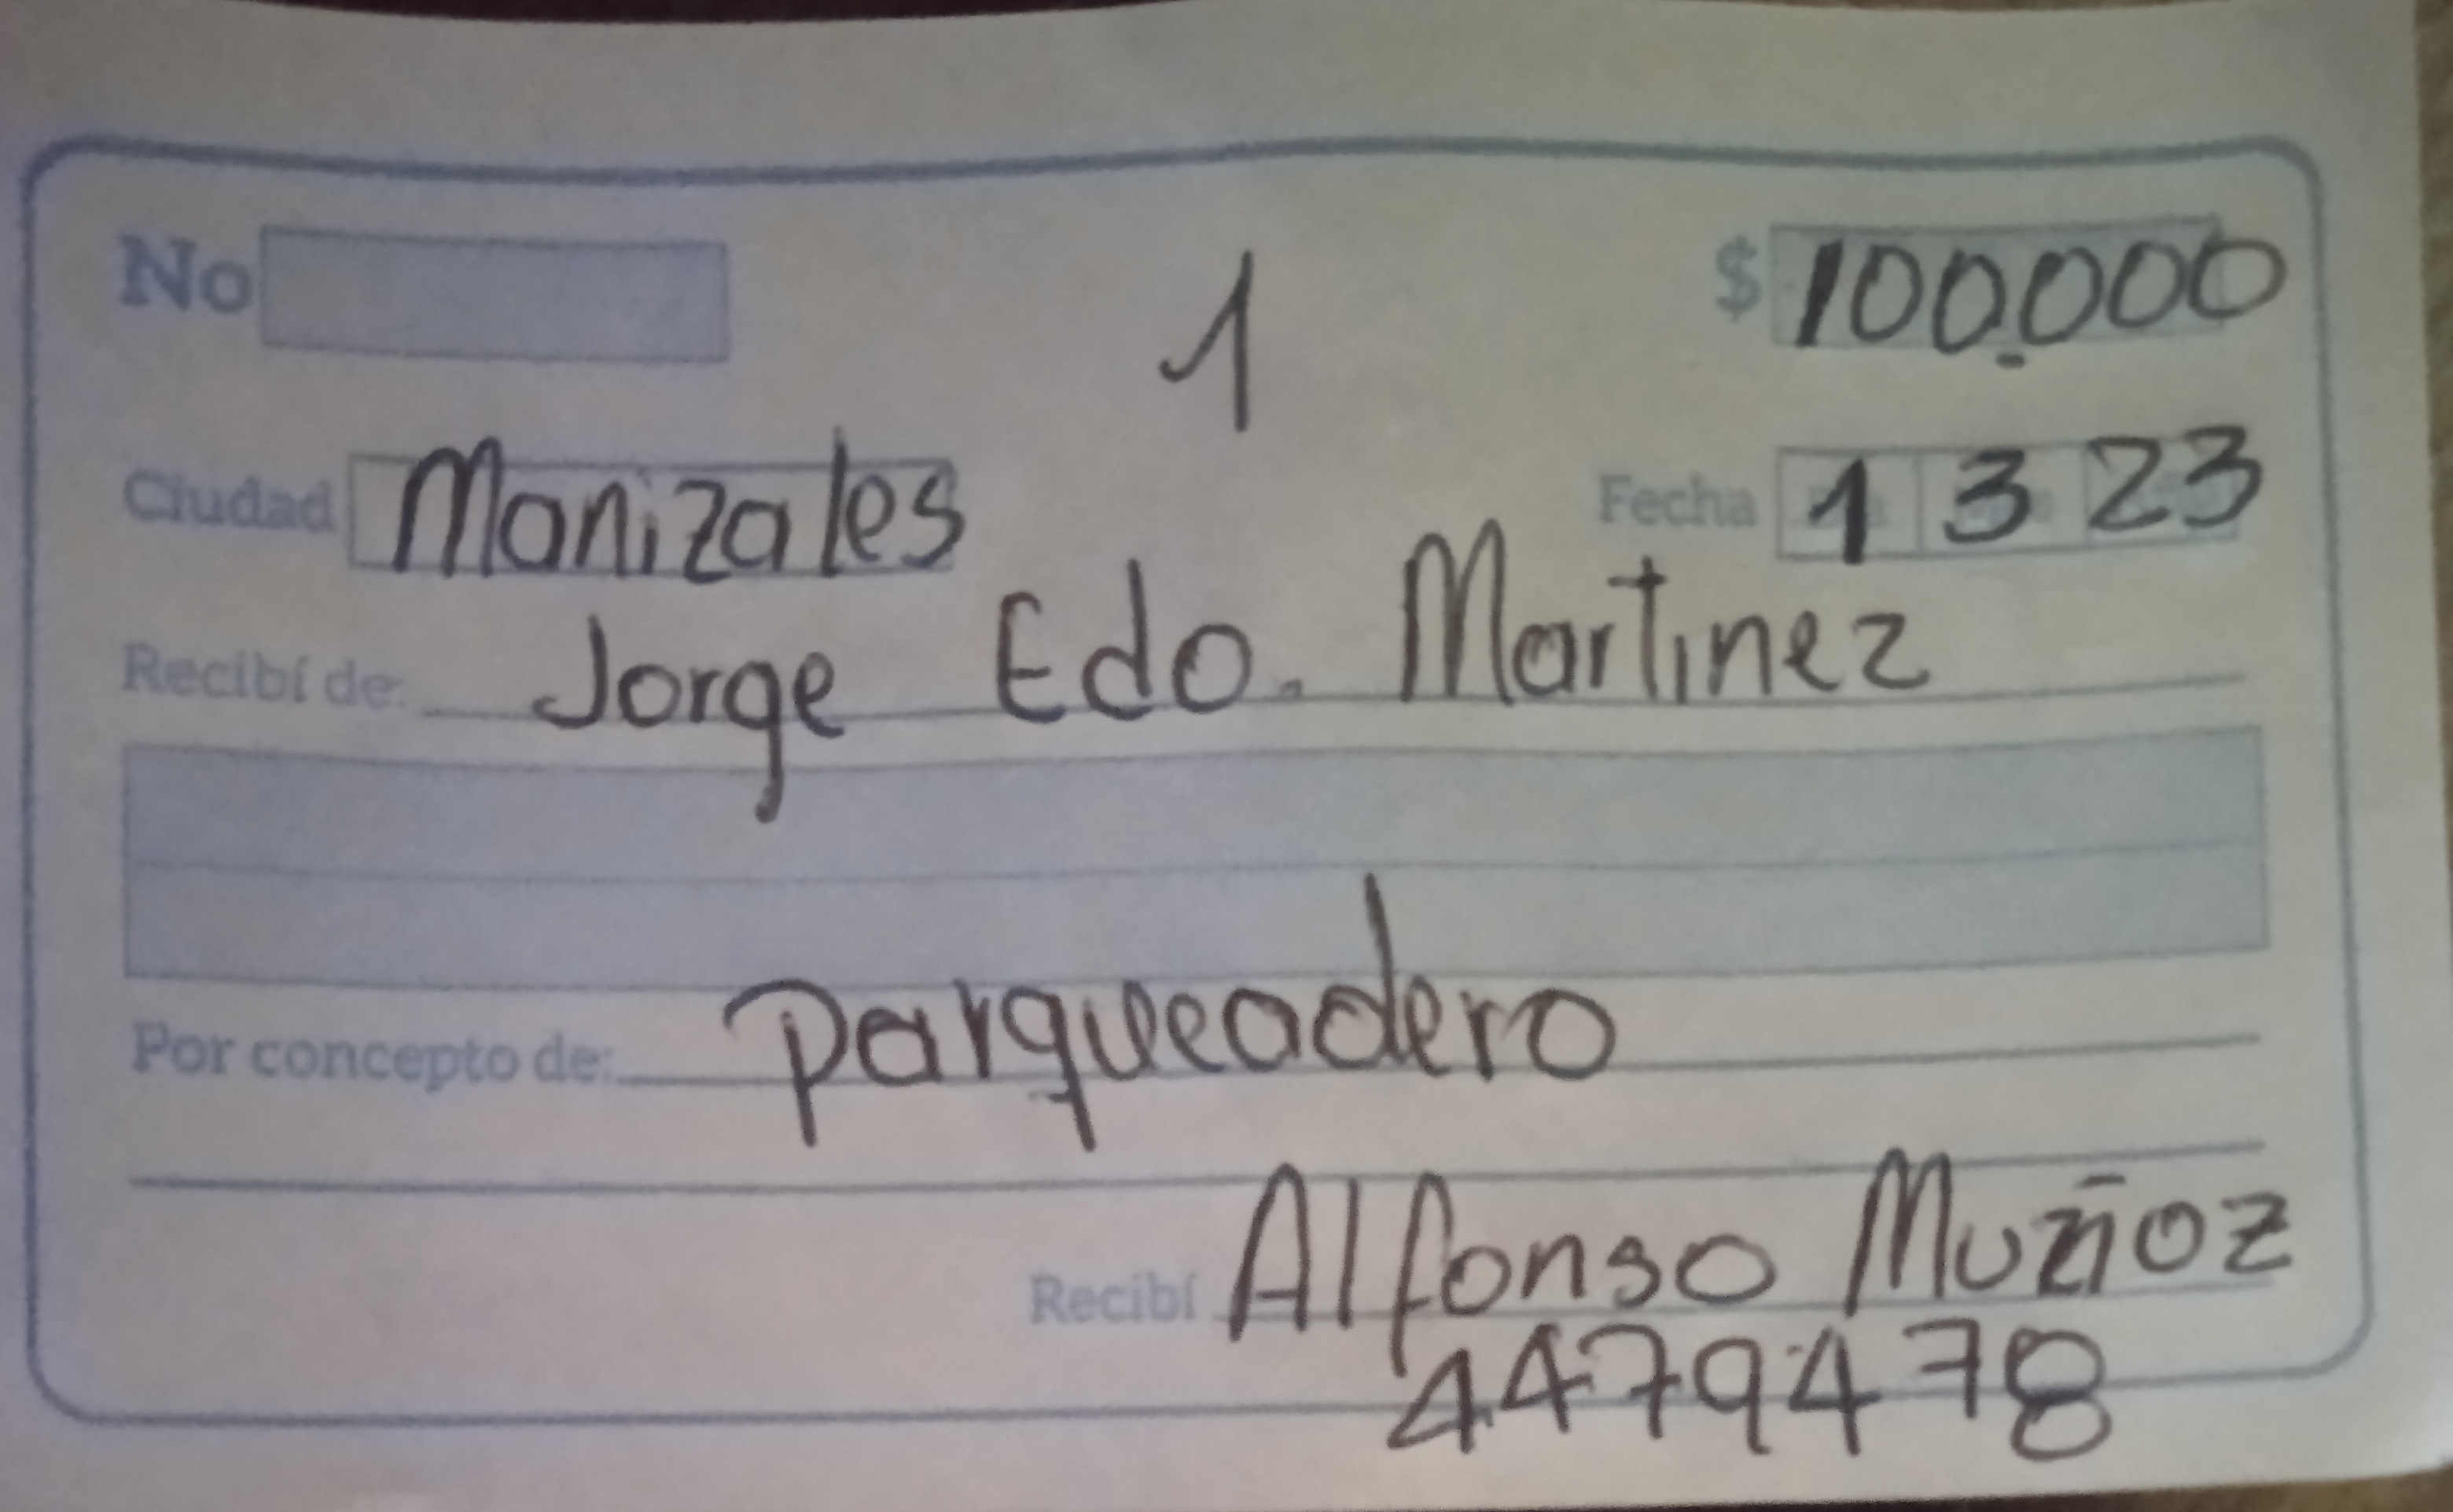 No 1 $ 100.000
Ciudad Manizales Fecha 1 3 23
Recibí de: Jorge Edo. Martinez
Por concepto de: parqueadero
Recibí Alfonso Muñoz
4479478